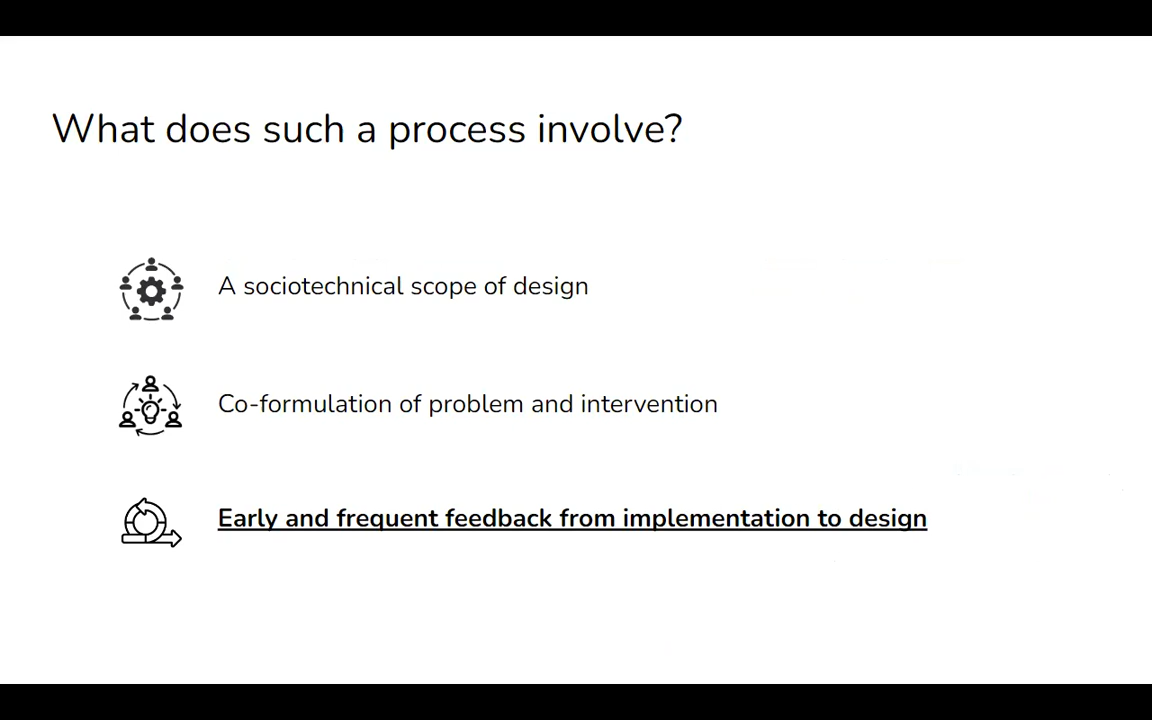 What does such a process involve?
A sociotechnical scope of design
Co-formulation of problem and intervention
Early and frequent feedback from implementation to design